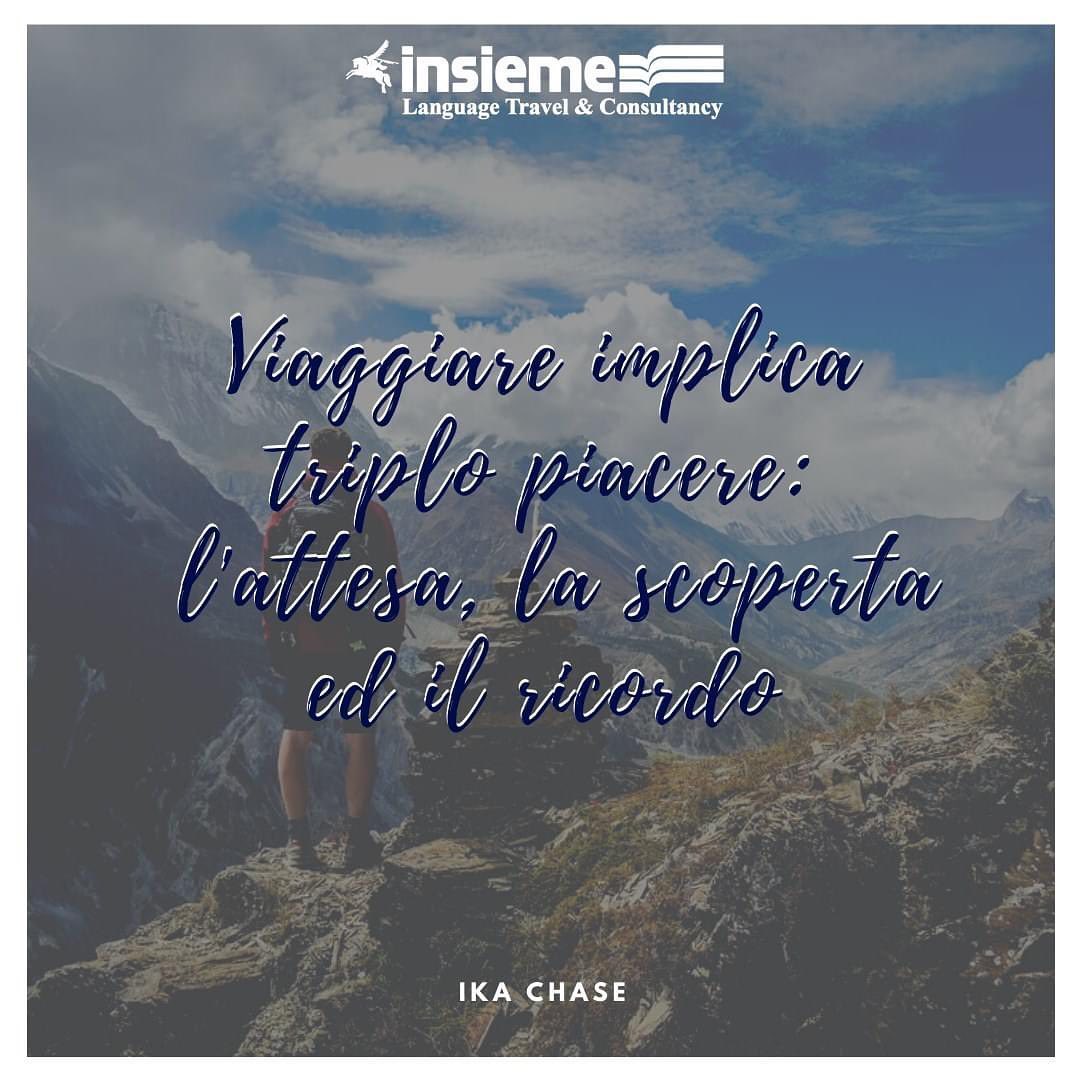 insieme
Language Travel & Consultancy
Viaggiare implica
triplo piacere:
l'attesa, la scoperta
ed il ricordo
IKA CHASE